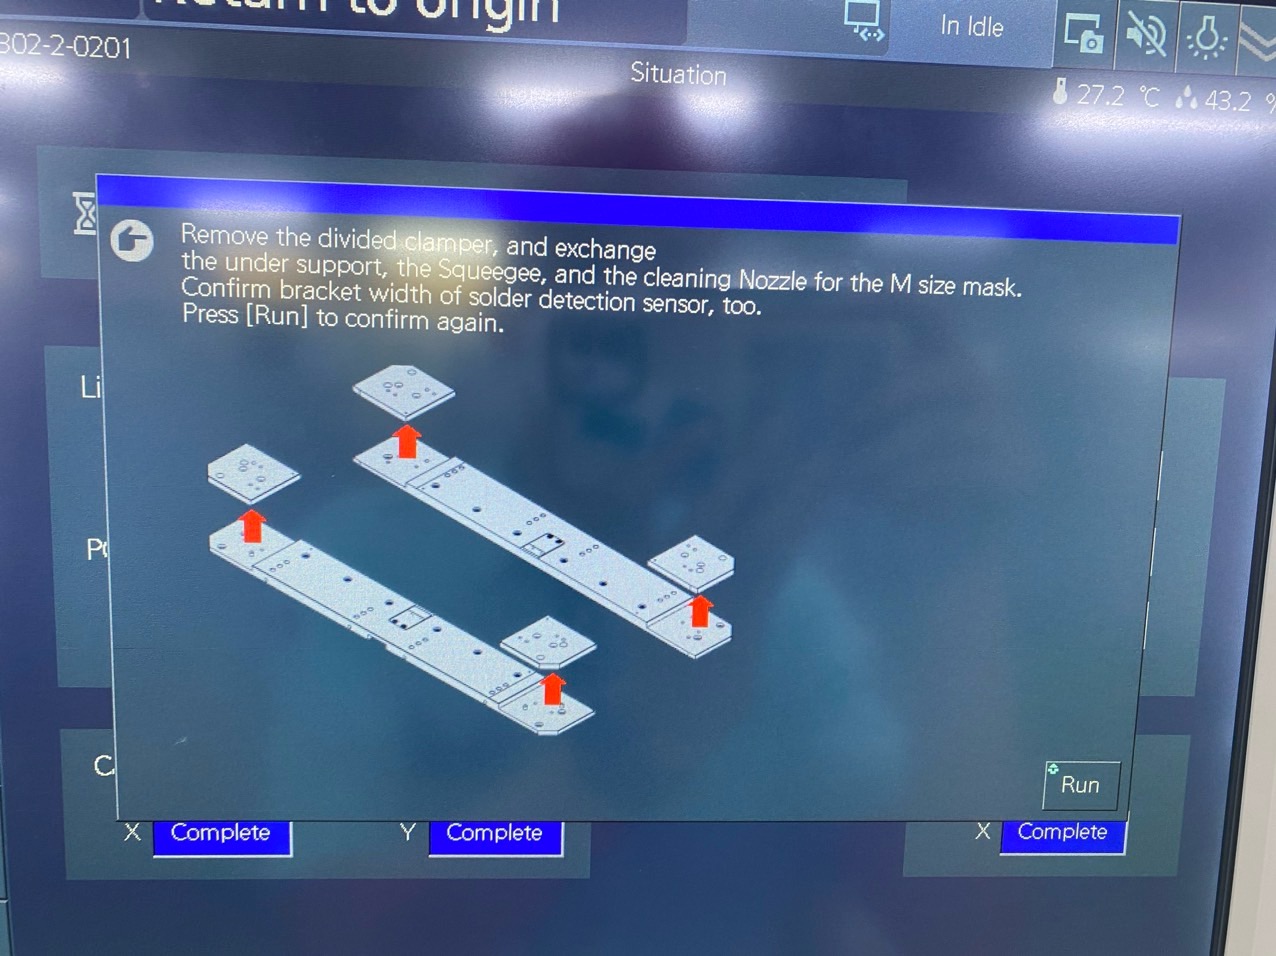 Return to origin
In Idle
302-2-0201
Situation
27.2 °C 43.2 %
Remove the divided clamper, and exchange
the under support, the Squeegee, and the cleaning Nozzle for the M size mask.
Confirm bracket width of solder detection sensor, too.
Press [Run] to confirm again.
Li
Run
X Complete Y Complete X Complete